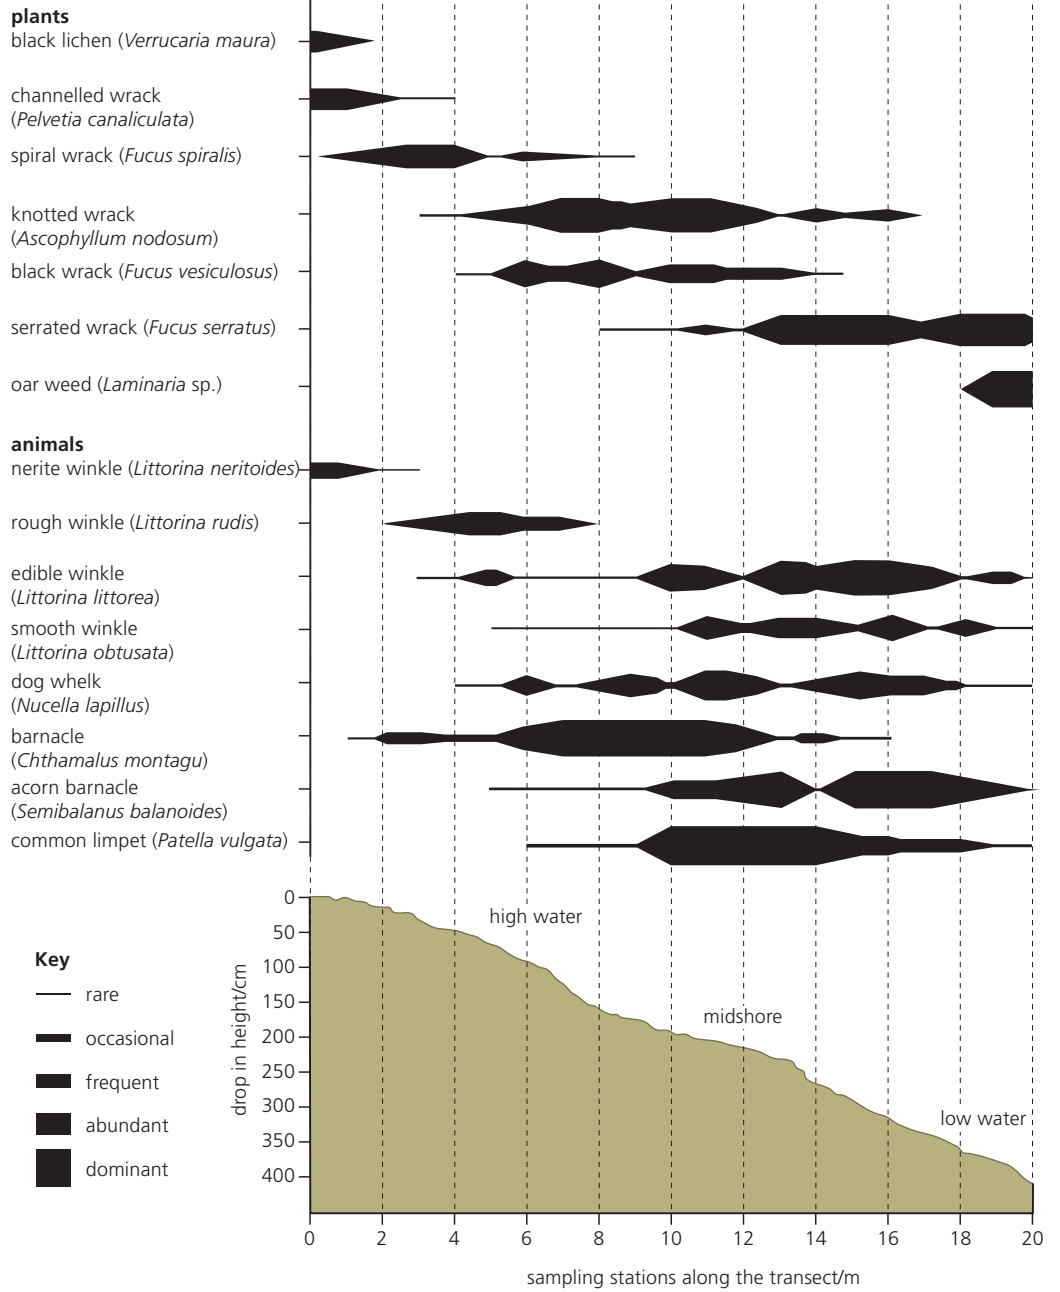 plants
black lichen (Verrucaria maura)
channelled wrack
(Pelvetia canaliculata)
spiral wrack (Fucus spiralis)
knotted wrack
(Ascophyllum nodosum)
black wrack (Fucus vesiculosus)
serrated wrack (Fucus serratus)
oar weed (Laminaria sp.)
animals
nerite winkle (Littorina neritoides)
rough winkle (Littorina rudis)
edible winkle
(Littorina littorea)
smooth winkle
(Littorina obtusata)
dog whelk
(Nucella lapillus)
barnacle
(Chthamalus montagu)
acorn barnacle
(Semibalanus balanoides)
common limpet (Patella vulgata)
Key
rare
occasional
frequent
abundant
dominant
drop in height/cm
0
50
100
150
200
250
300
350
400
high water
midshore
low water
0 2 4 6 8 10 12 14 16 18 20
sampling stations along the transect/m